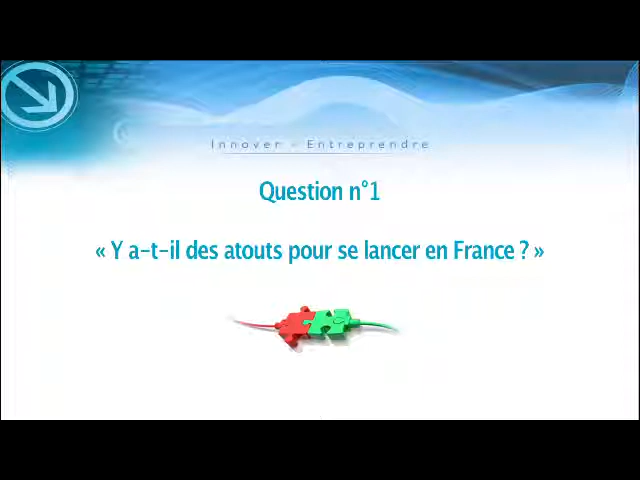 Innover - Entreprendre
Question n°1
« Y a-t-il des atouts pour se lancer en France ? »